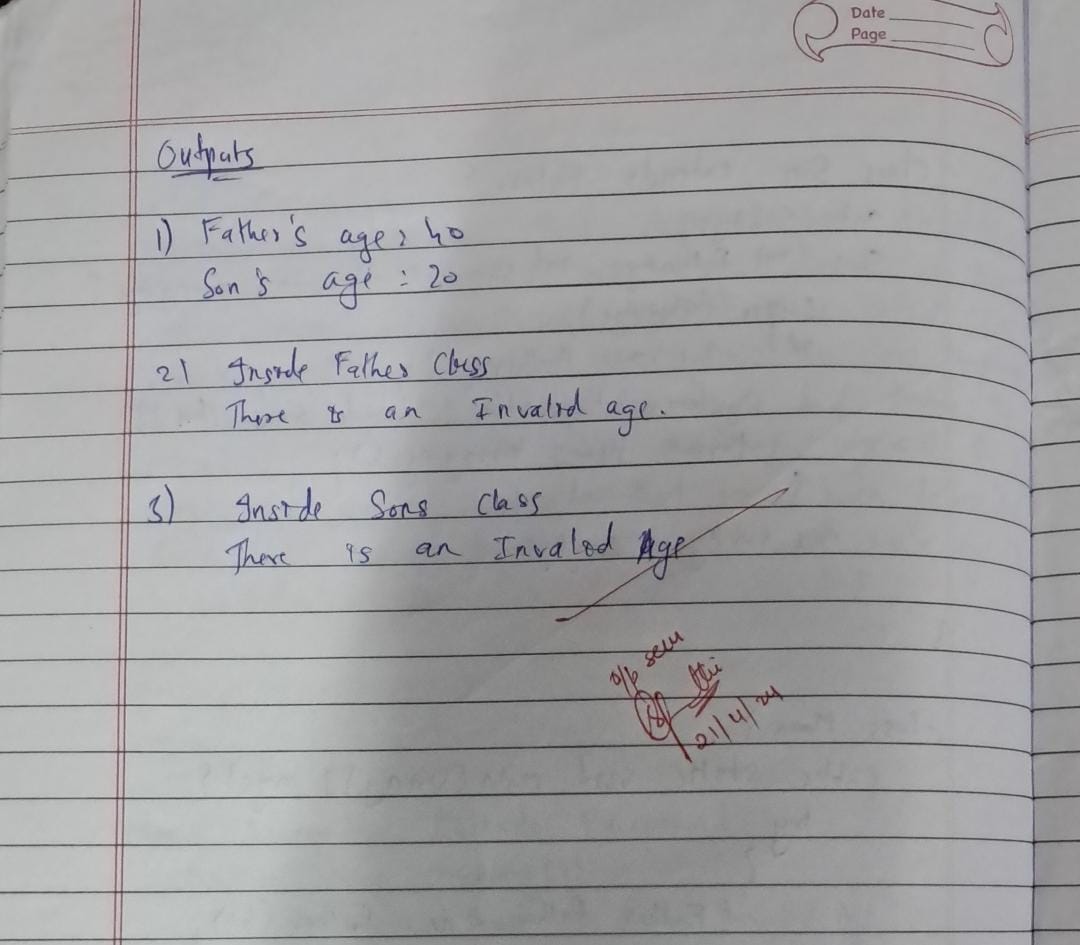 Date
Page
Outputs
1) Father's age : 40
Son's age : 20
2) Inside Father Class
There is an Invalid age.
3) Inside Sons Class
There is an Invalid Age
o/p seen
21/4/24